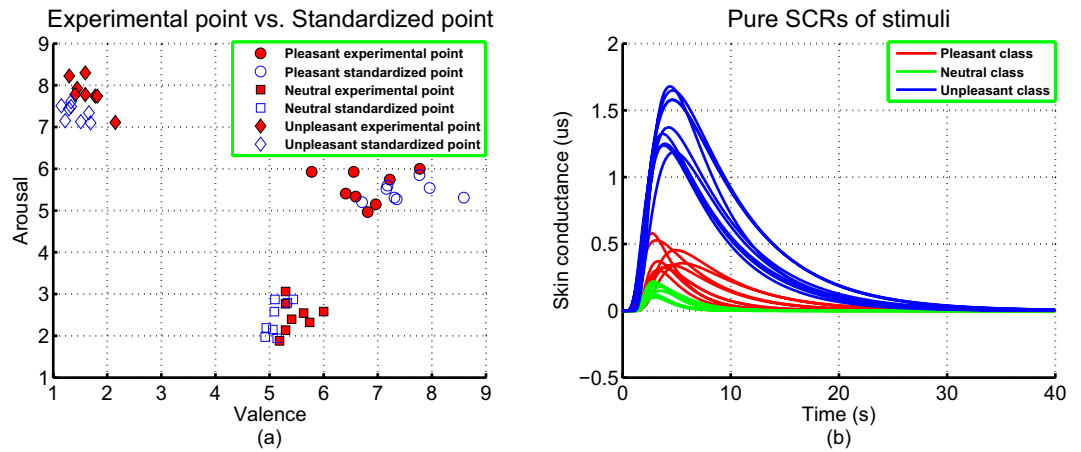 Experimental point vs. Standardized point
9
8
7
6
5
4
3
2
1
Arousal
Pleasant experimental point
Pleasant standardized point
Neutral experimental point
Neutral standardized point
Unpleasant experimental point
Unpleasant standardized point
1 2 3 4 5 6 7 8 9
Valence
(a)
Pure SCRs of stimuli
2
1.5
1
0.5
0
−0.5
Skin conductance (us)
Pleasant class
Neutral class
Unpleasant class
0 10 20 30 40
Time (s)
(b)